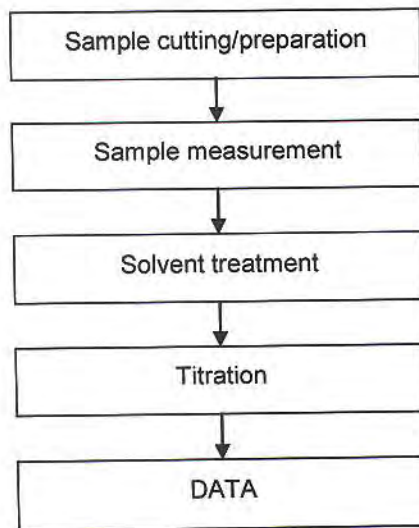 Sample cutting/preparation
Sample measurement
Solvent treatment
Titration
DATA